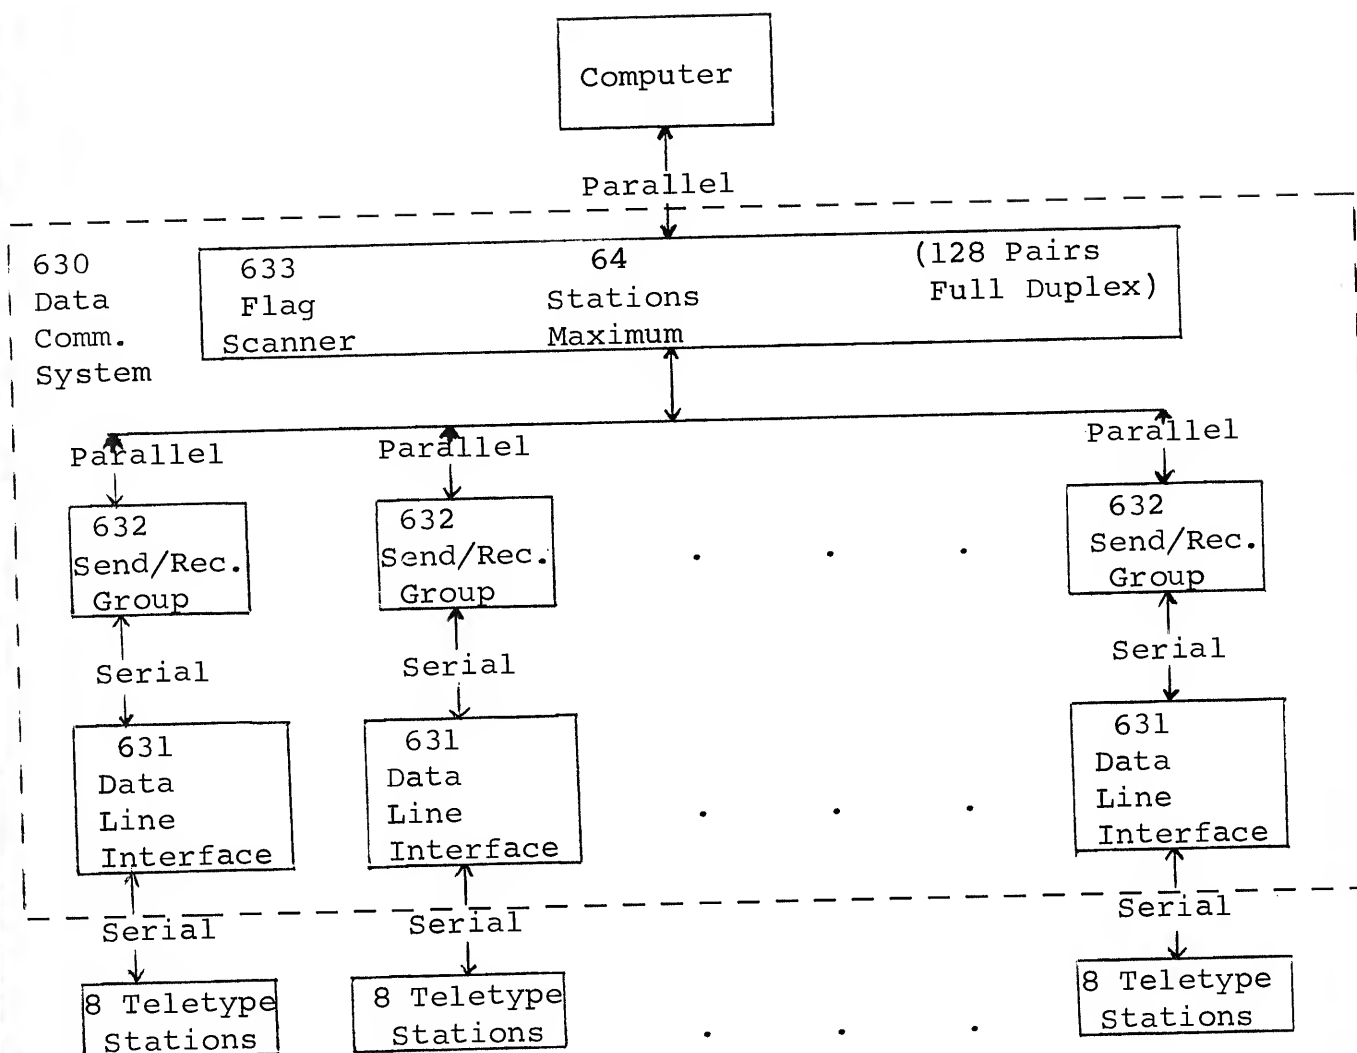 Computer
Parallel
630
Data
Comm.
System
633
Flag
Scanner
64
Stations
Maximum
(128 Pairs
Full Duplex)
Parallel
Parallel
Parallel
632
Send/Rec.
Group
632
Send/Rec.
Group
632
Send/Rec.
Group
Serial
Serial
Serial
631
Data
Line
Interface
631
Data
Line
Interface
631
Data
Line
Interface
Serial
Serial
Serial
8 Teletype
Stations
8 Teletype
Stations
8 Teletype
Stations